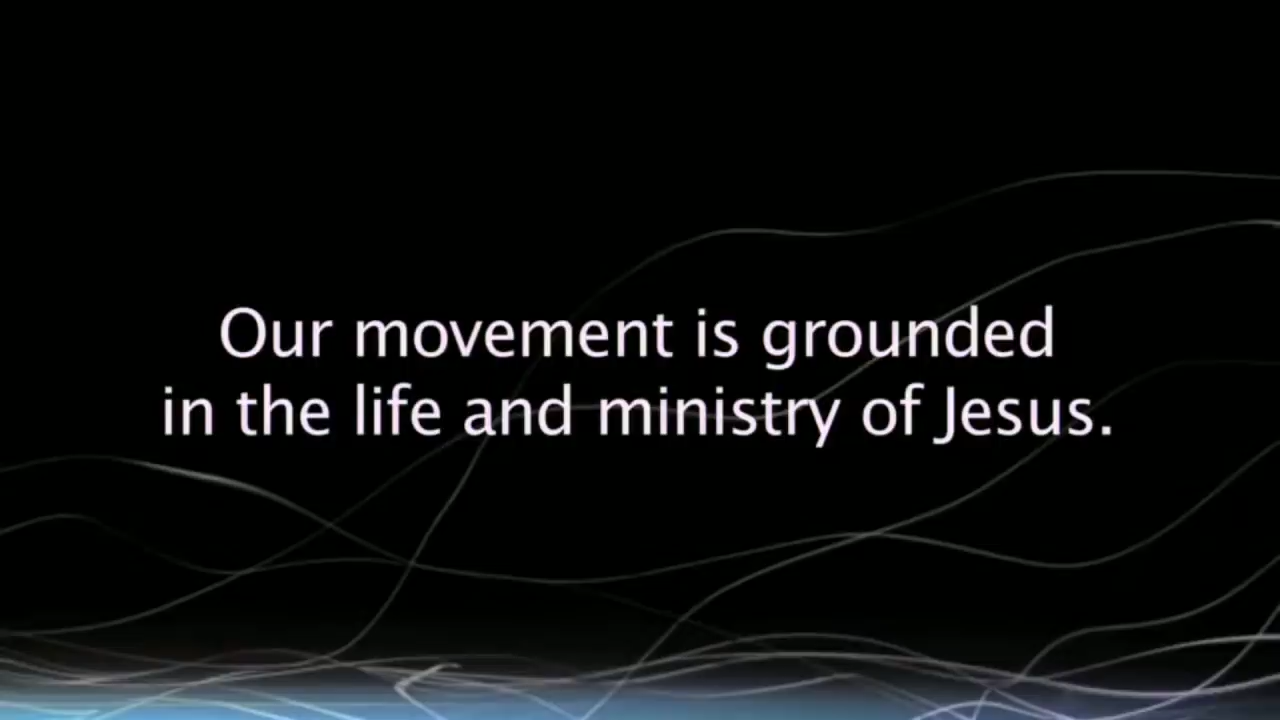 Our movement is grounded
in the life and ministry of Jesus.